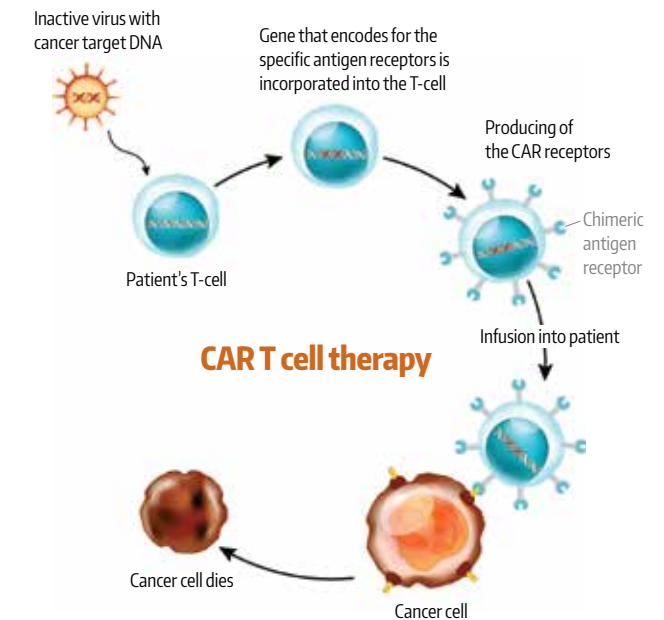 Inactive virus with
cancer target DNA
Gene that encodes for the
specific antigen receptors is
incorporated into the T-cell
Producing of
the CAR receptors
Chimeric
antigen
receptor
Patient's T-cell
Infusion into patient
CAR T cell therapy
Cancer cell dies
Cancer cell